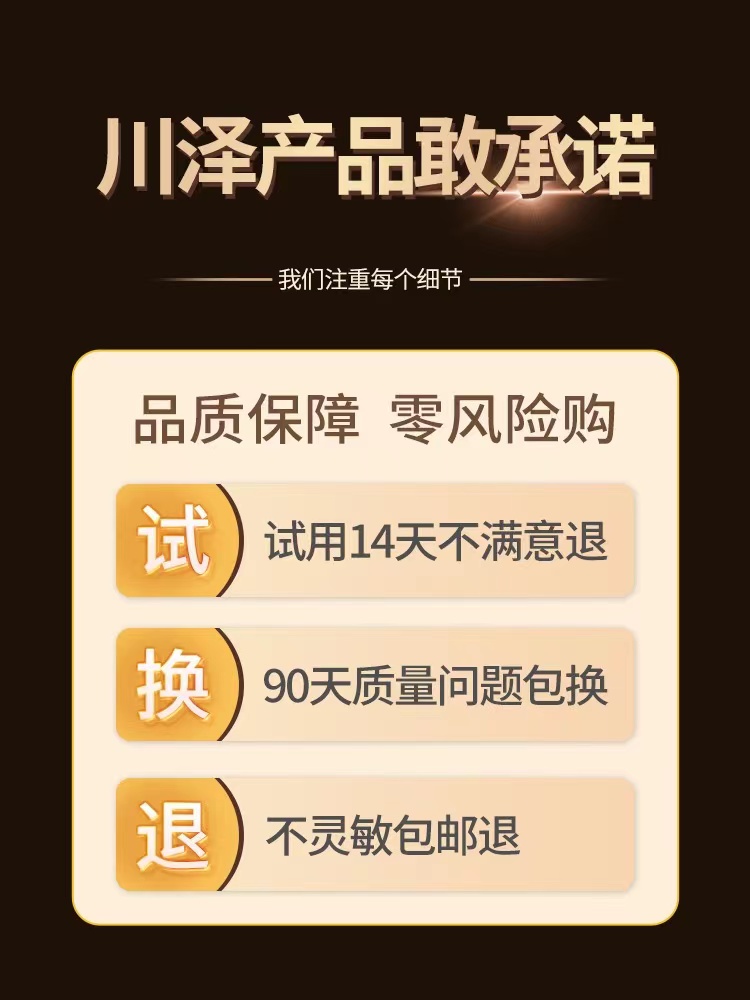 川泽产品敢承诺
我们注重每个细节
品质保障 零风险购
试 试用14天不满意退
换 90天质量问题包换
退 不灵敏包邮退